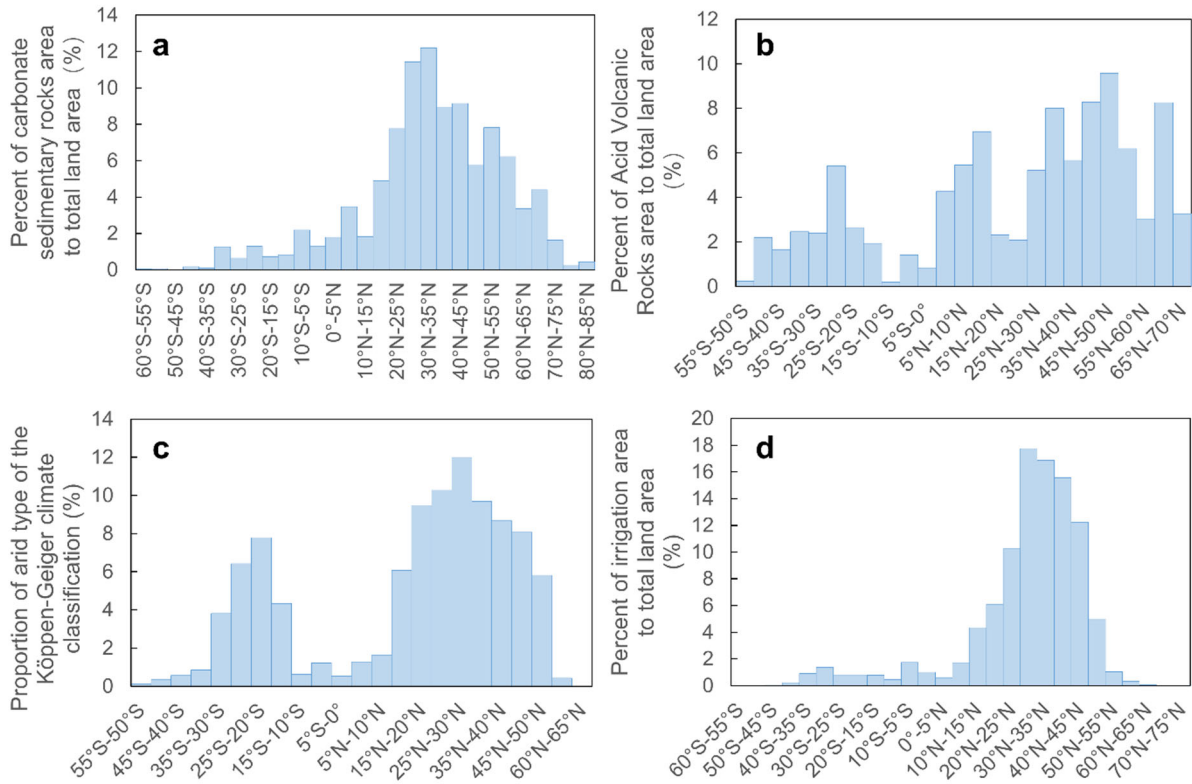 a
Percent of carbonate
sedimentary rocks area
to total land area (%)
14
12
10
8
6
4
2
0
60°S-55°S
50°S-45°S
40°S-35°S
30°S-25°S
20°S-15°S
10°S-5°S
0°-5°N
10°N-15°N
20°N-25°N
30°N-35°N
40°N-45°N
50°N-55°N
60°N-65°N
70°N-75°N
80°N-85°N
b
Percent of Acid Volcanic
Rocks area to total land area
(%)
12
10
8
6
4
2
0
55°S-50°S
45°S-40°S
35°S-30°S
25°S-20°S
15°S-10°S
5°S-0°
5°N-10°N
15°N-20°N
25°N-30°N
35°N-40°N
45°N-50°N
55°N-60°N
65°N-70°N
c
Proportion of arid type of the
Köppen-Geiger climate
classification (%)
14
12
10
8
6
4
2
0
55°S-50°S
45°S-40°S
35°S-30°S
25°S-20°S
15°S-10°S
5°S-0°
5°N-10°N
15°N-20°N
25°N-30°N
35°N-40°N
45°N-50°N
60°N-65°N
d
Percent of irrigation area
to total land area
(%)
20
18
16
14
12
10
8
6
4
2
0
60°S-55°S
50°S-45°S
40°S-35°S
30°S-25°S
20°S-15°S
10°S-5°S
0°-5°N
10°N-15°N
20°N-25°N
30°N-35°N
40°N-45°N
50°N-55°N
60°N-65°N
70°N-75°N